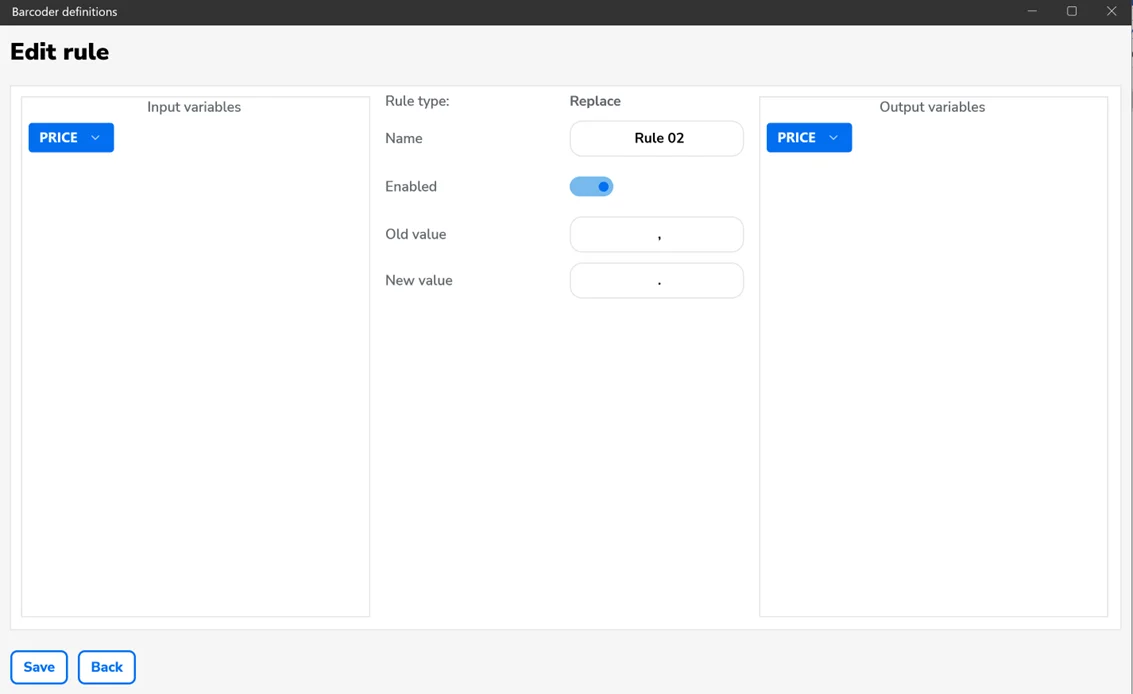 Barcoder definitions
Edit rule
Input variables
PRICE
Rule type: Replace
Name Rule 02
Enabled
Old value ,
New value .
Output variables
PRICE
Save Back